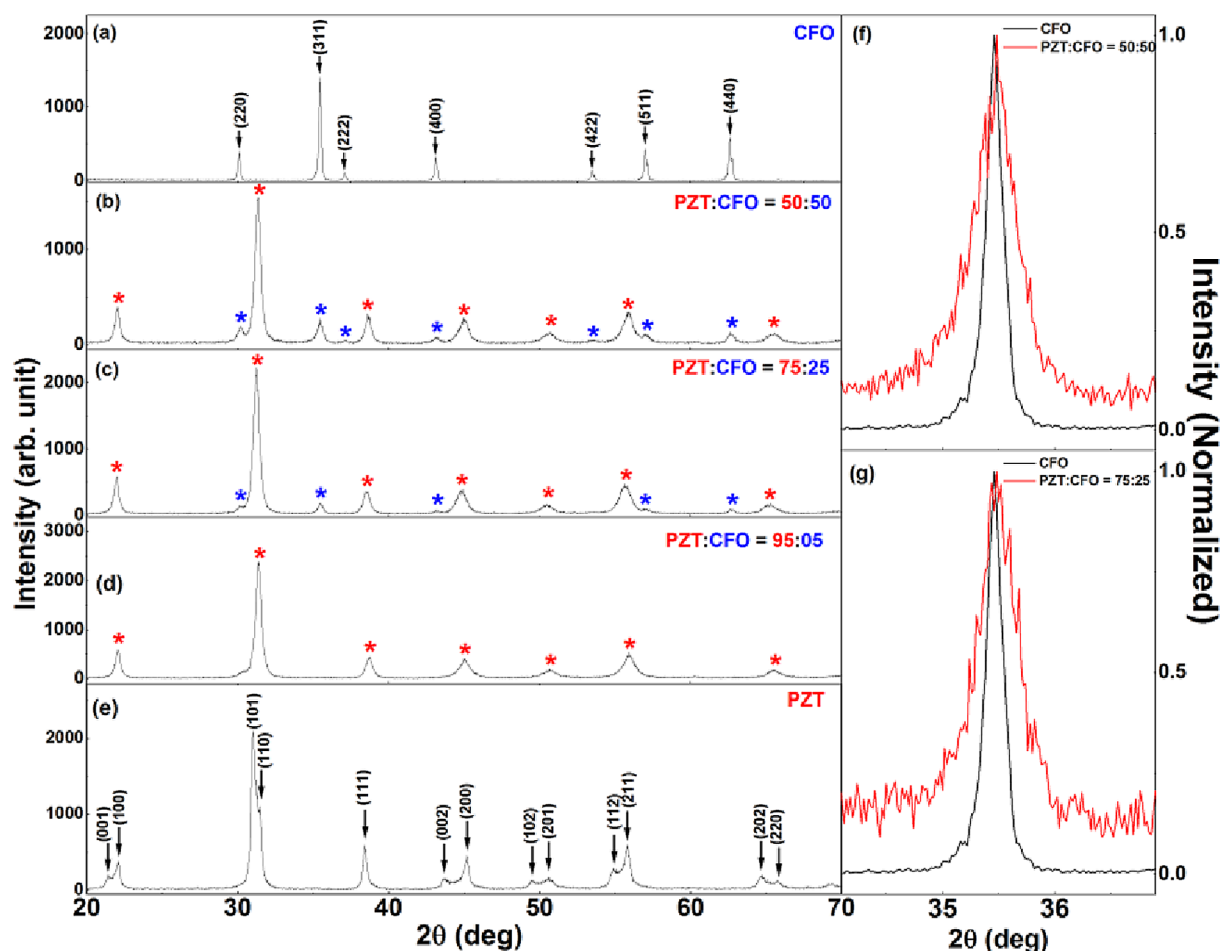 (a)
CFO
2000
1000
0
(220)
(311)
(222)
(400)
(422)
(511)
(440)
(b)
PZT:CFO = 50:50
1000
0
* * * * * * * * * * * * * *
(c)
PZT:CFO = 75:25
2000
1000
0
* * * * * * * * * * * *
(d)
PZT:CFO = 95:05
3000
2000
1000
0
* * * * * * *
(e)
PZT
2000
1000
0
(001)
(100)
(101)
(110)
(111)
(002)
(200)
(102)
(201)
(112)
(211)
(202)
(220)
20 30 40 50 60 70
2θ (deg)
Intensity (arb. unit)
(f)
CFO
PZT:CFO = 50:50
1.0
0.5
0.0
(g)
CFO
PZT:CFO = 75:25
1.0
0.5
0.0
35 36
2θ (deg)
Intensity (Normalized)